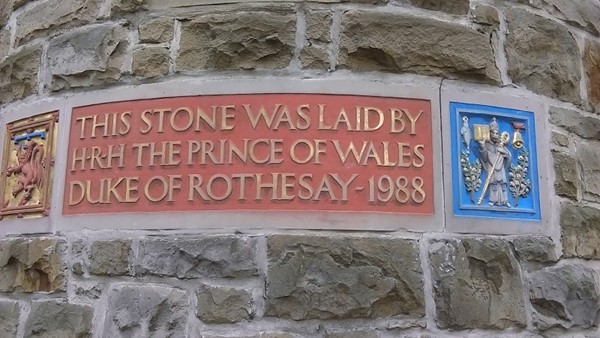 THIS STONE WAS LAID BY
H·R·H THE PRINCE OF WALES
DUKE OF ROTHESAY-1988